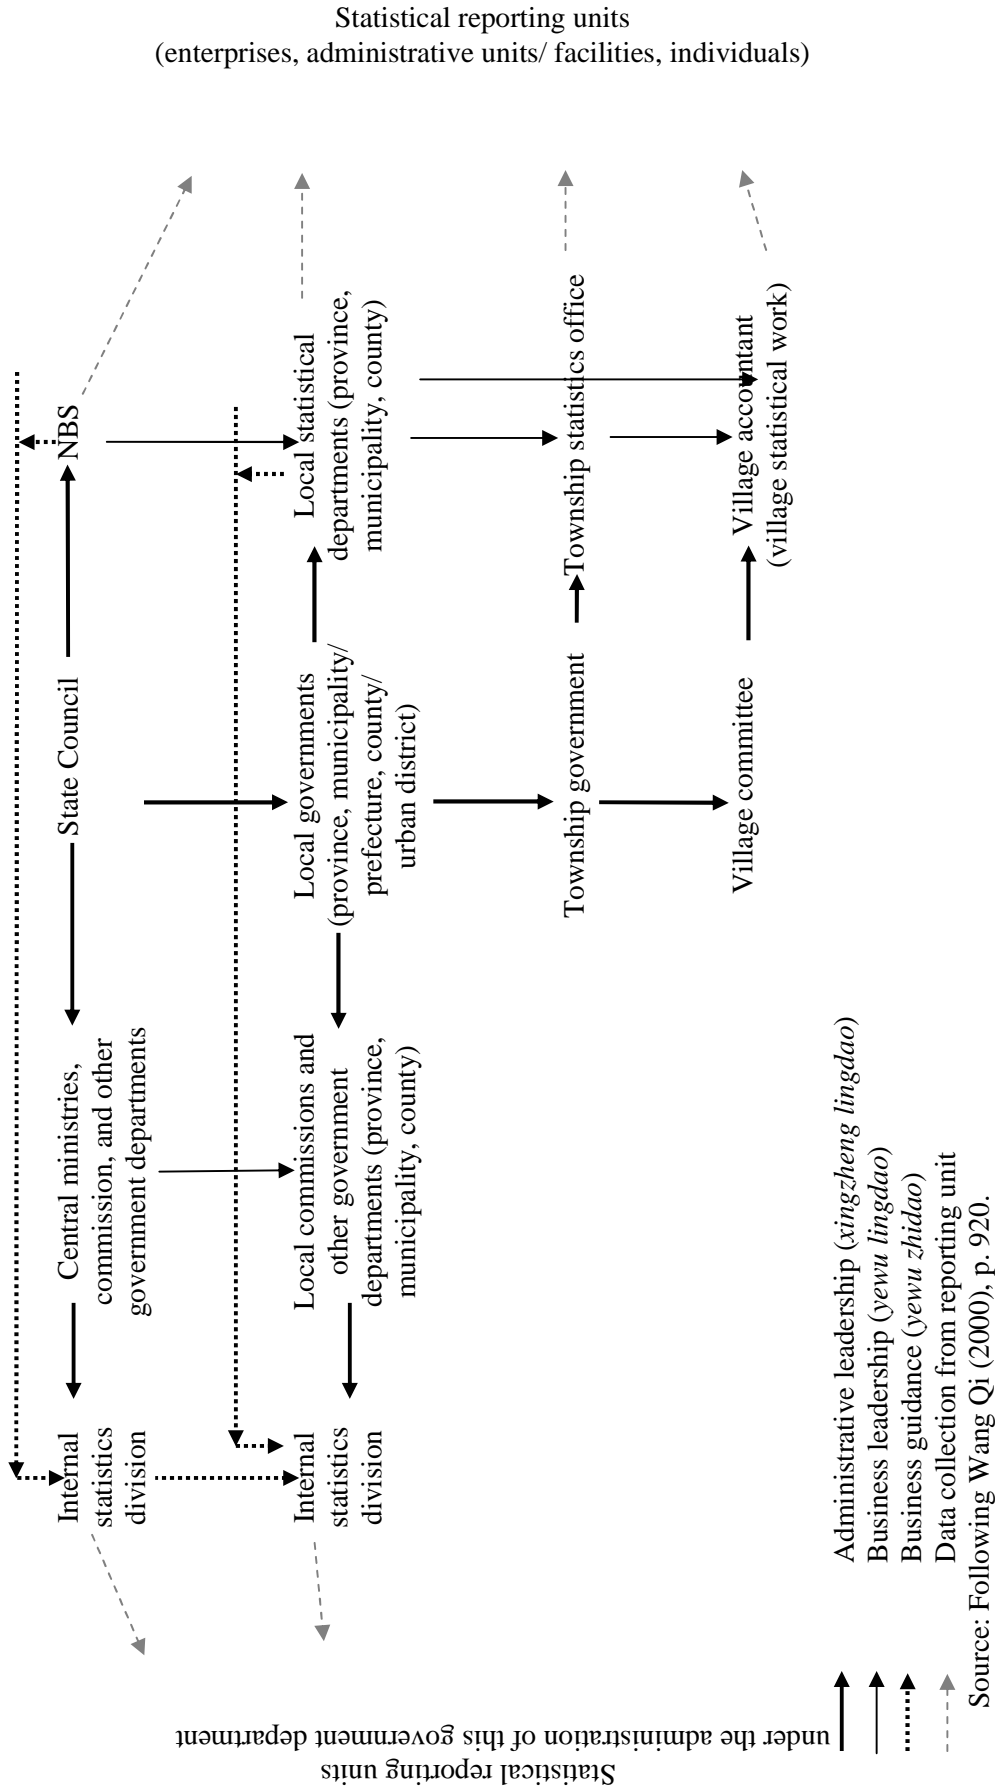 Statistical reporting units
(enterprises, administrative units/ facilities, individuals)
Statistical reporting units
under the administration of this government department
Internal
statistics
division
Central ministries,
commission, and other
government departments
State Council
NBS
Internal
statistics
division
Local commissions and
other government
departments (province,
municipality, county)
Local governments
(province, municipality/
prefecture, county/
urban district)
Local statistical
departments (province,
municipality, county)
Township government
Township statistics office
Village committee
Village accountant
(village statistical work)
Administrative leadership (xingzheng lingdao)
Business leadership (yewu lingdao)
Business guidance (yewu zhidao)
Data collection from reporting unit
Source: Following Wang Qi (2000), p. 920.